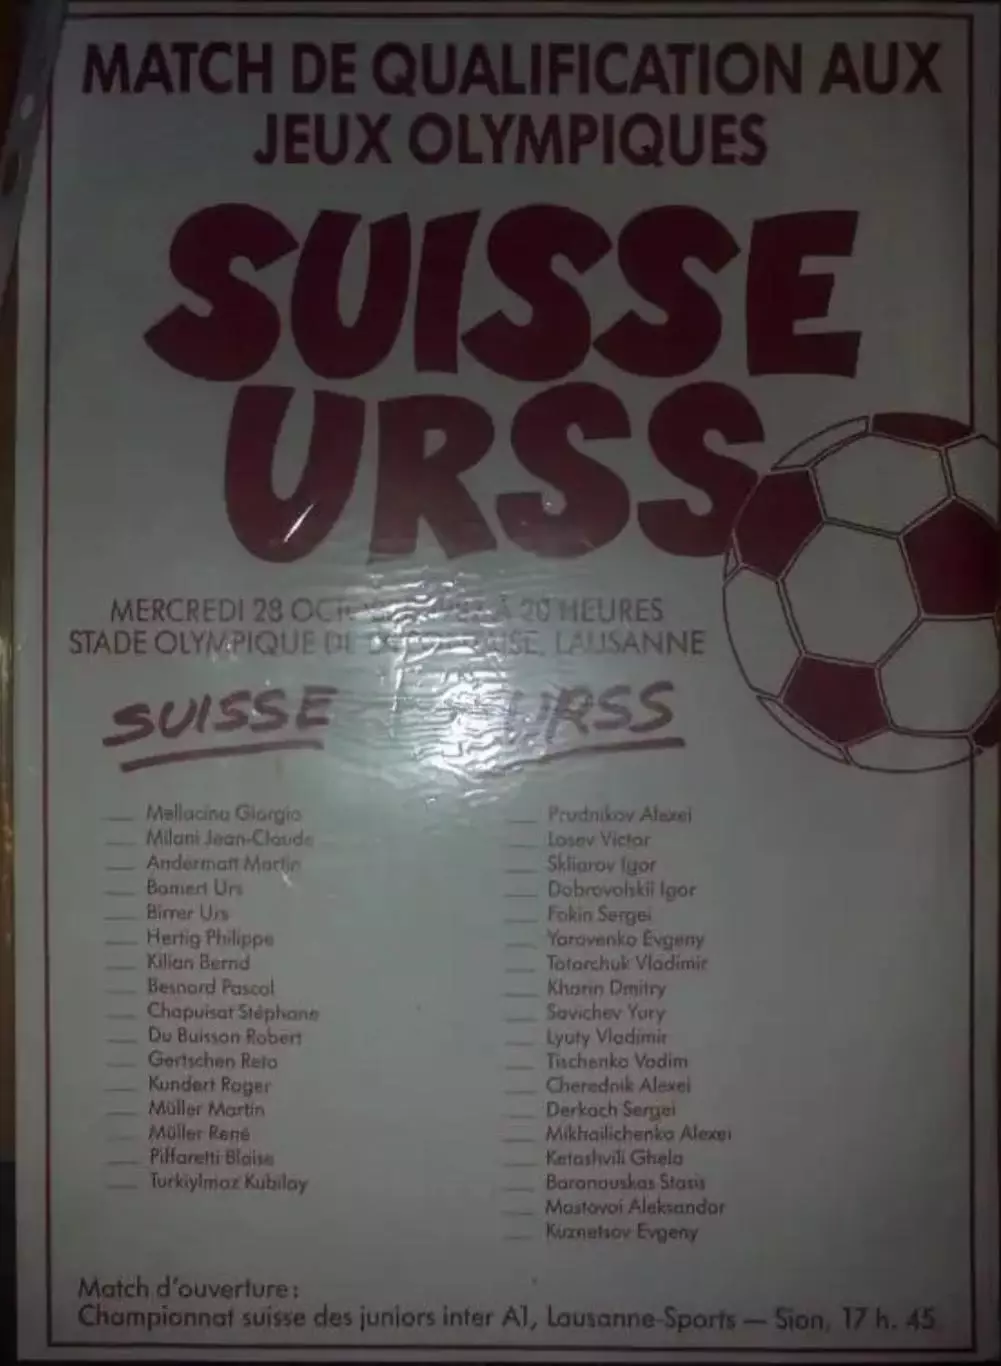 MATCH DE QUALIFICATION AUX
JEUX OLYMPIQUES
SUISSE
URSS
MERCREDI 28 À 20 HEURES
STADE OLYMPIQUE DE LAUSANNE
SUISSE URSS
Mellacina Giorgio
Milani Jean-Claude
Andermatt Martin
Bamert Urs
Birrer Urs
Hertig Philippe
Kilian Bernd
Besnard Pascal
Chapuisat Stéphane
Du Buisson Robert
Gertschen Reto
Kundert Roger
Müller Martin
Müller René
Piffaretti Blaise
Turkiylmaz Kubilay
Prudnikov Alexei
Losev Victor
Skliarov Igor
Dobrovolskii Igor
Fokin Sergei
Yarovenko Evgeny
Tatarchuk Vladimir
Kharin Dmitry
Savichev Yury
Lyuty Vladimir
Tischenko Vadim
Cherednik Alexei
Derkach Sergei
Mikhailichenko Alexei
Ketashvili Ghela
Baranauskas Stasis
Mostovoi Aleksandar
Kuznetsov Evgeny
Match d'ouverture:
Championnat suisse des juniors inter A1, Lausanne-Sports — Sion, 17 h. 45